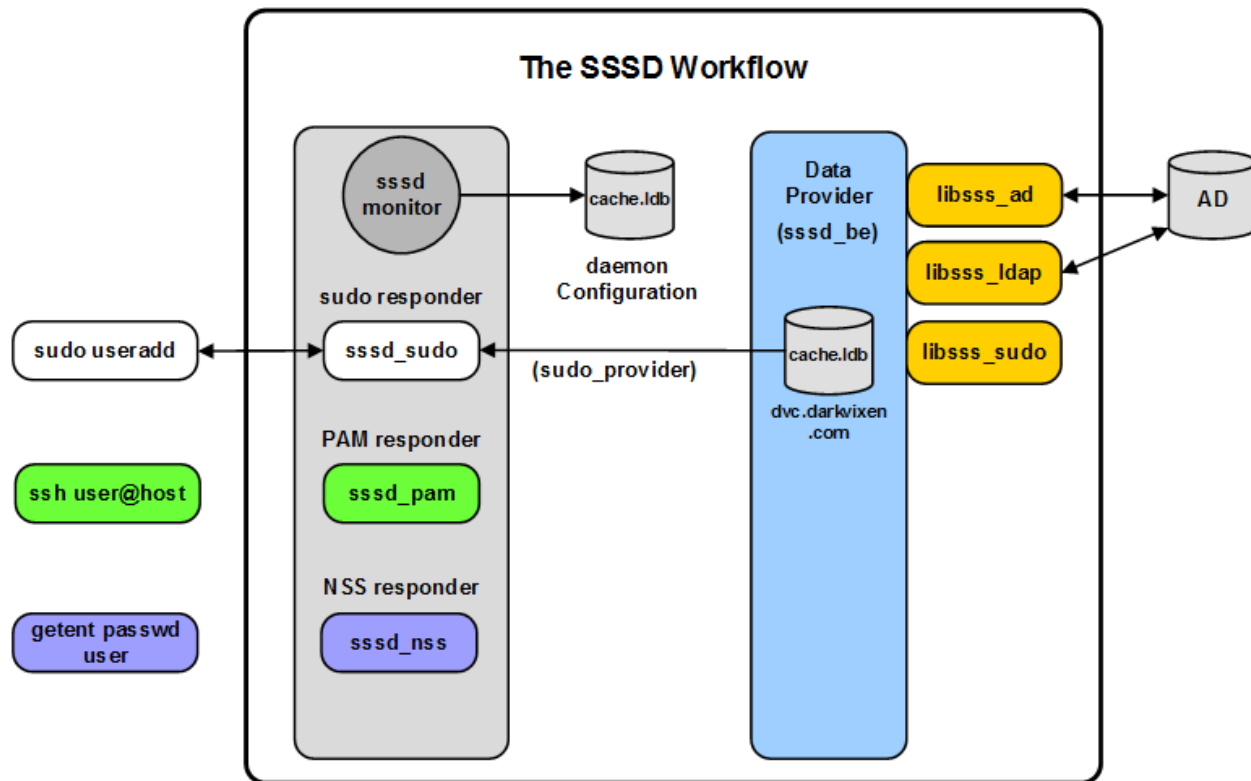 The SSSD Workflow
sssd
monitor
cache.ldb
daemon
Configuration
Data
Provider
(sssd_be)
libsss_ad
AD
libsss_ldap
sudo responder
sudo useradd
sssd_sudo
(sudo_provider)
cache.ldb
libsss_sudo
dvc.darkvixen
.com
PAM responder
ssh user@host
sssd_pam
NSS responder
getent passwd
user
sssd_nss